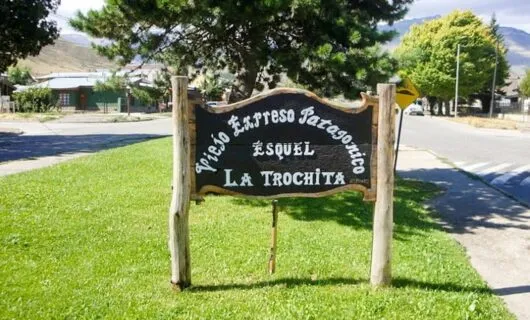 Viejo Expreso Patagonico
ESQUEL
LA TROCHITA